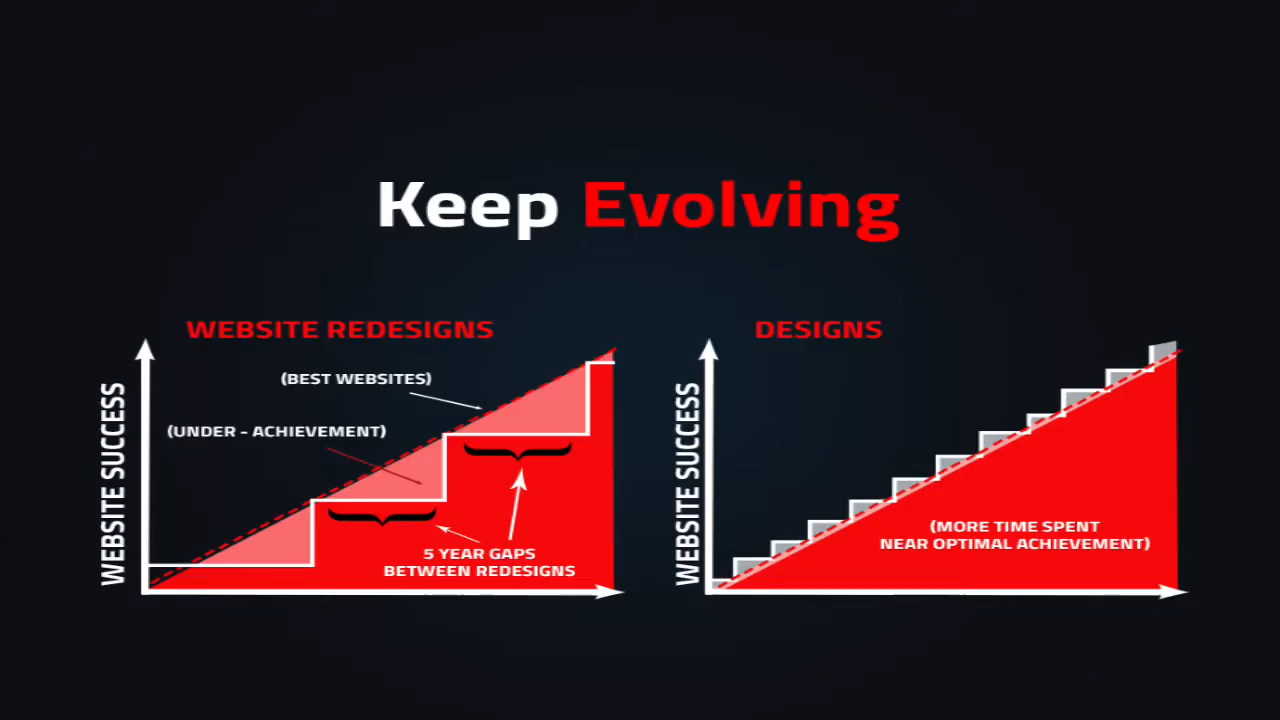 Keep Evolving
WEBSITE REDESIGNS
(BEST WEBSITES)
(UNDER - ACHIEVEMENT)
WEBSITE SUCCESS
5 YEAR GAPS
BETWEEN REDESIGNS
DESIGNS
WEBSITE SUCCESS
(MORE TIME SPENT
NEAR OPTIMAL ACHIEVEMENT)